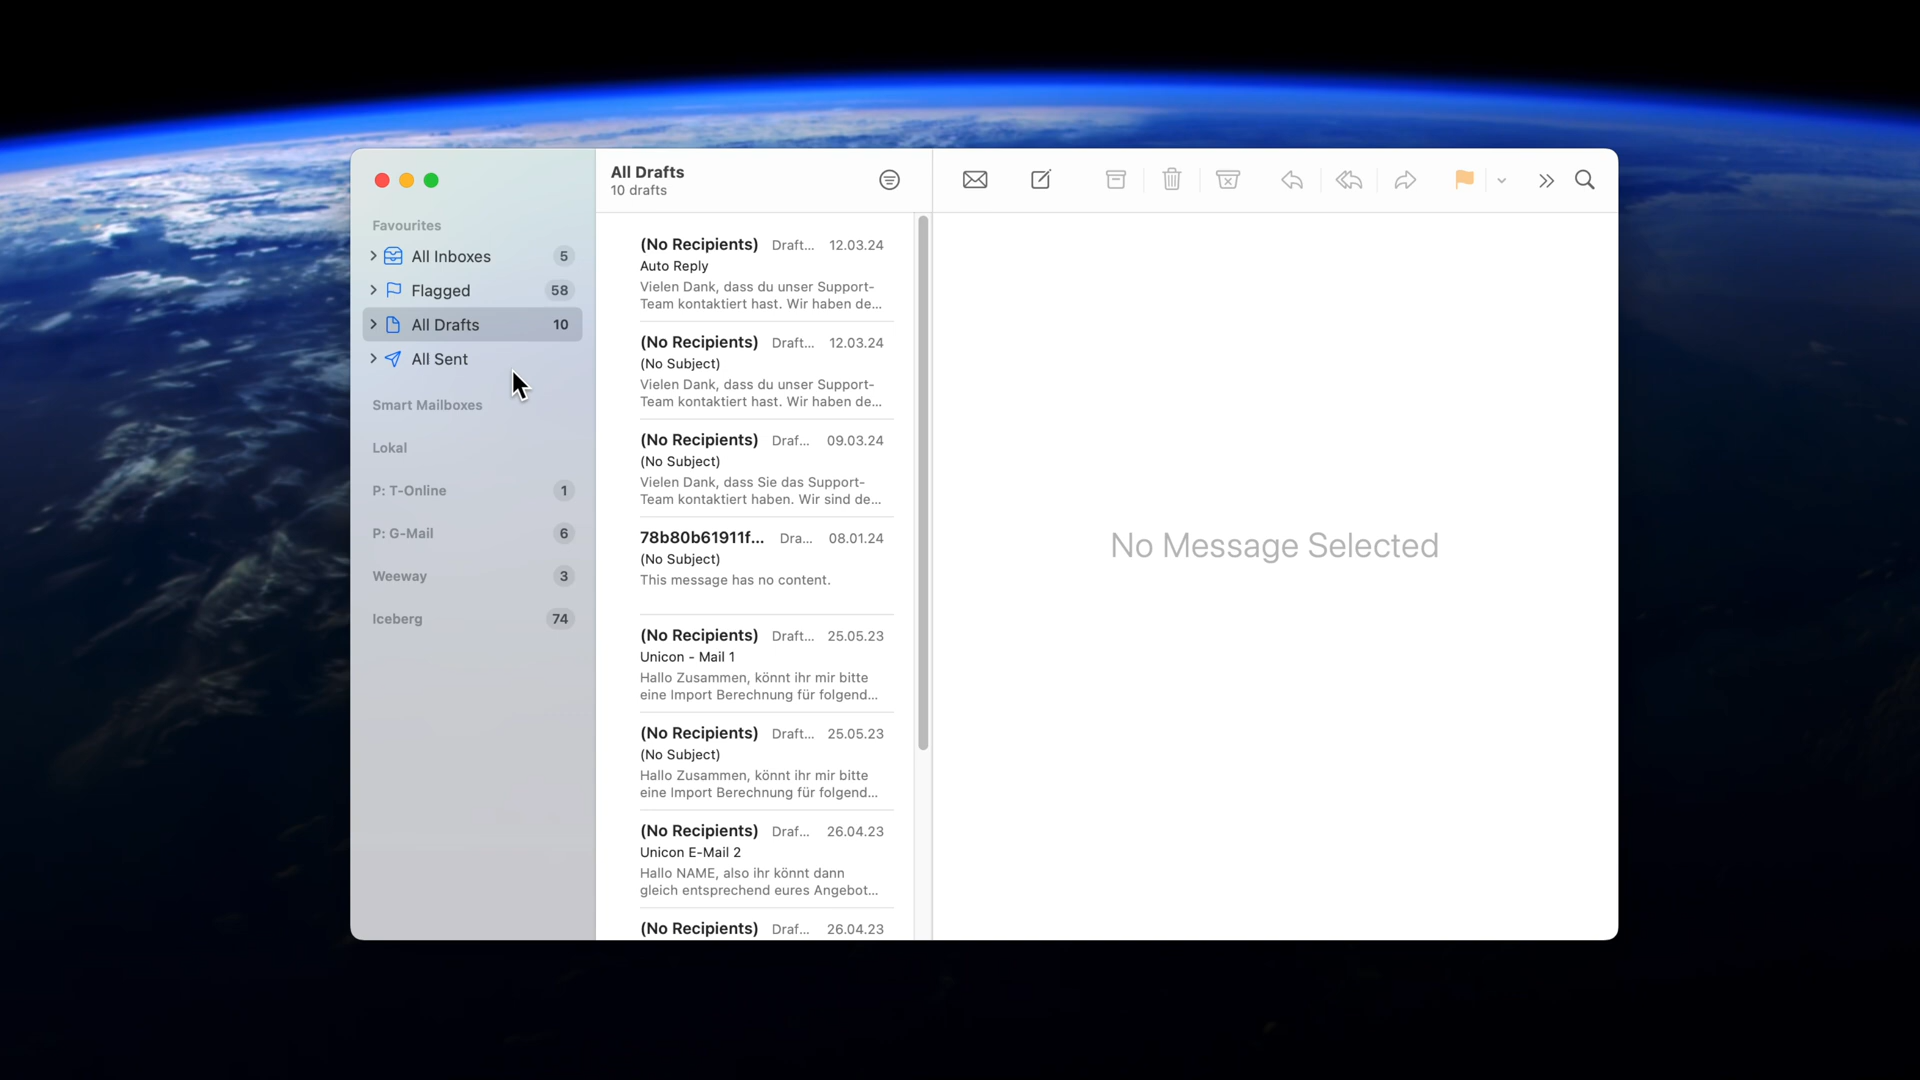 Favourites
All Inboxes 5
Flagged 58
All Drafts 10
All Sent
Smart Mailboxes
Lokal
P: T-Online 1
P: G-Mail 6
Weeway 3
Iceberg 74
All Drafts
10 drafts
(No Recipients) Draft... 12.03.24
Auto Reply
Vielen Dank, dass du unser Support-
Team kontaktiert hast. Wir haben de...
(No Recipients) Draft... 12.03.24
(No Subject)
Vielen Dank, dass du unser Support-
Team kontaktiert hast. Wir haben de...
(No Recipients) Draf... 09.03.24
(No Subject)
Vielen Dank, dass Sie das Support-
Team kontaktiert haben. Wir sind de...
78b80b61911f... Dra... 08.01.24
(No Subject)
This message has no content.
(No Recipients) Draft... 25.05.23
Unicon - Mail 1
Hallo Zusammen, könnt ihr mir bitte
eine Import Berechnung für folgend...
(No Recipients) Draft... 25.05.23
(No Subject)
Hallo Zusammen, könnt ihr mir bitte
eine Import Berechnung für folgend...
(No Recipients) Draf... 26.04.23
Unicon E-Mail 2
Hallo NAME, also ihr könnt dann
gleich entsprechend eures Angebot...
(No Recipients) Draf... 26.04.23
No Message Selected